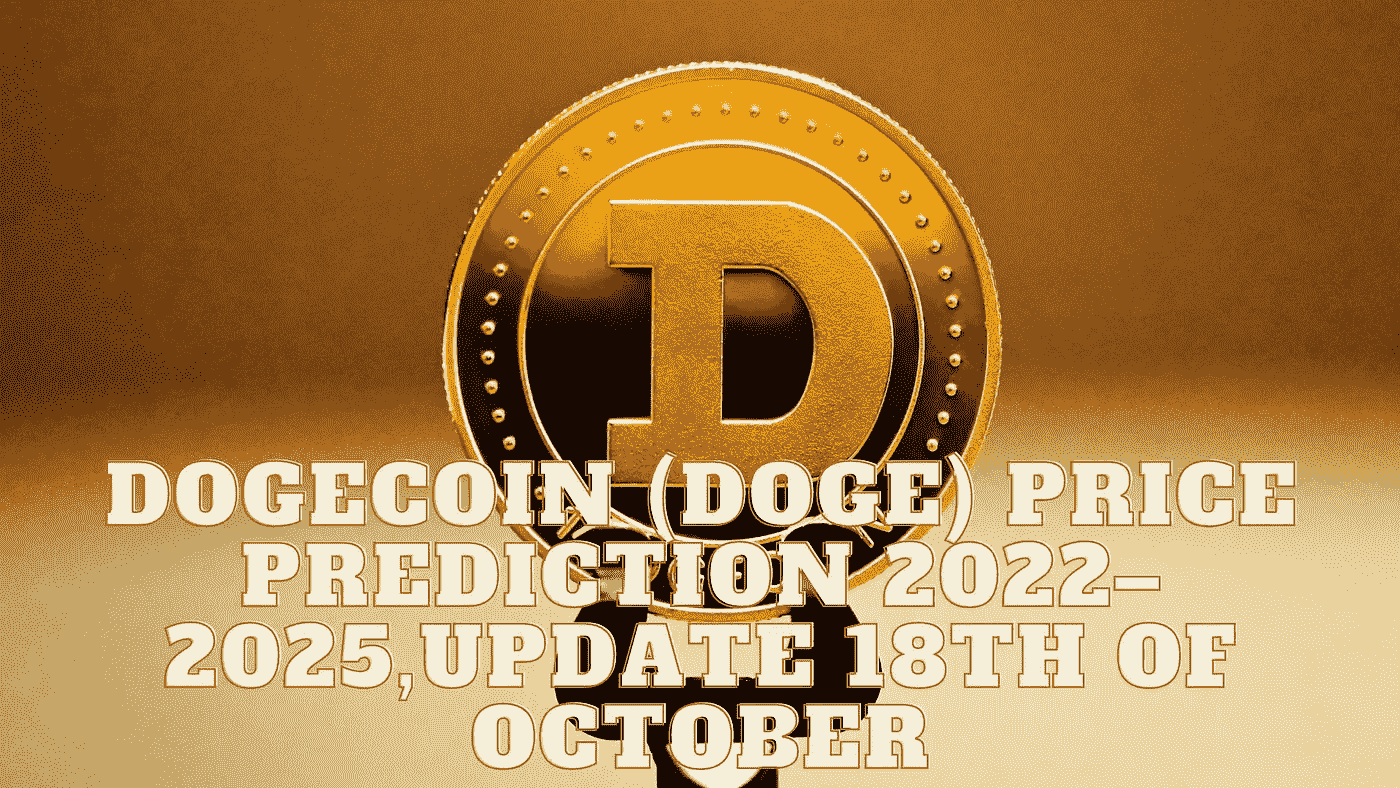 D
DOGECOIN (DOGE) PRICE
PREDICTION 2022–
2025,UPDATE 18TH OF
OCTOBER